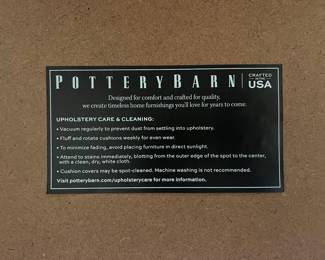 POTTERYBARN CRAFTED IN THE USA
Designed for comfort and crafted for quality,
we create timeless home furnishings you'll love for years to come.
UPHOLSTERY CARE & CLEANING:
• Vacuum regularly to prevent dust from settling into upholstery.
• Fluff and rotate cushions weekly for even wear.
• To minimize fading, avoid placing furniture in direct sunlight.
• Attend to stains immediately, blotting from the outer edge of the spot to the center,
with a clean, dry, white cloth.
• Cushion covers may be spot-cleaned. Machine washing is not recommended.
Visit potterybarn.com/upholsterycare for more information.